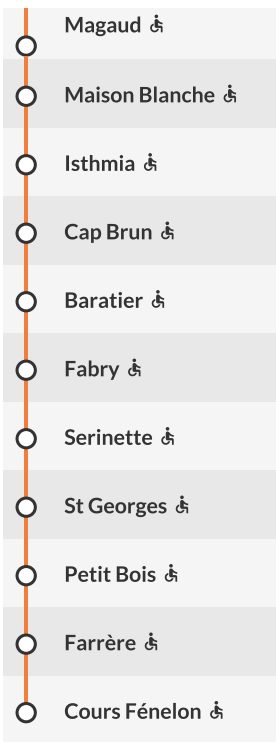 Magaud
Maison Blanche
Isthmia
Cap Brun
Baratier
Fabry
Serinette
St Georges
Petit Bois
Farrère
Cours Fénelon